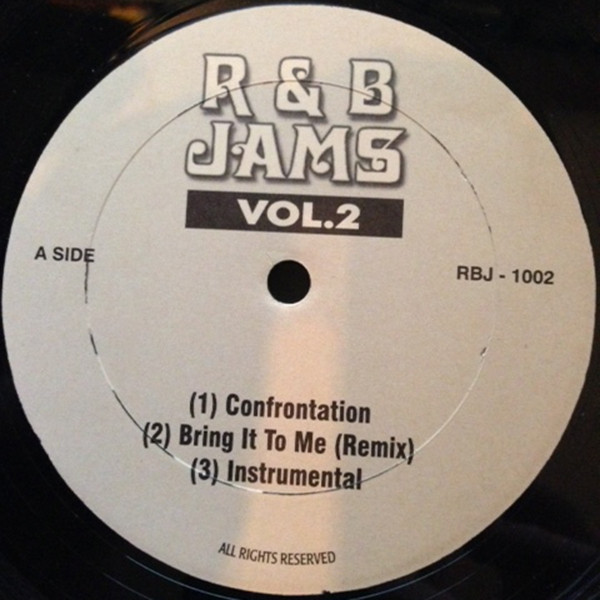 R & B
JAMS
VOL.2
A SIDE
RBJ - 1002
(1) Confrontation
(2) Bring It To Me (Remix)
(3) Instrumental
ALL RIGHTS RESERVED